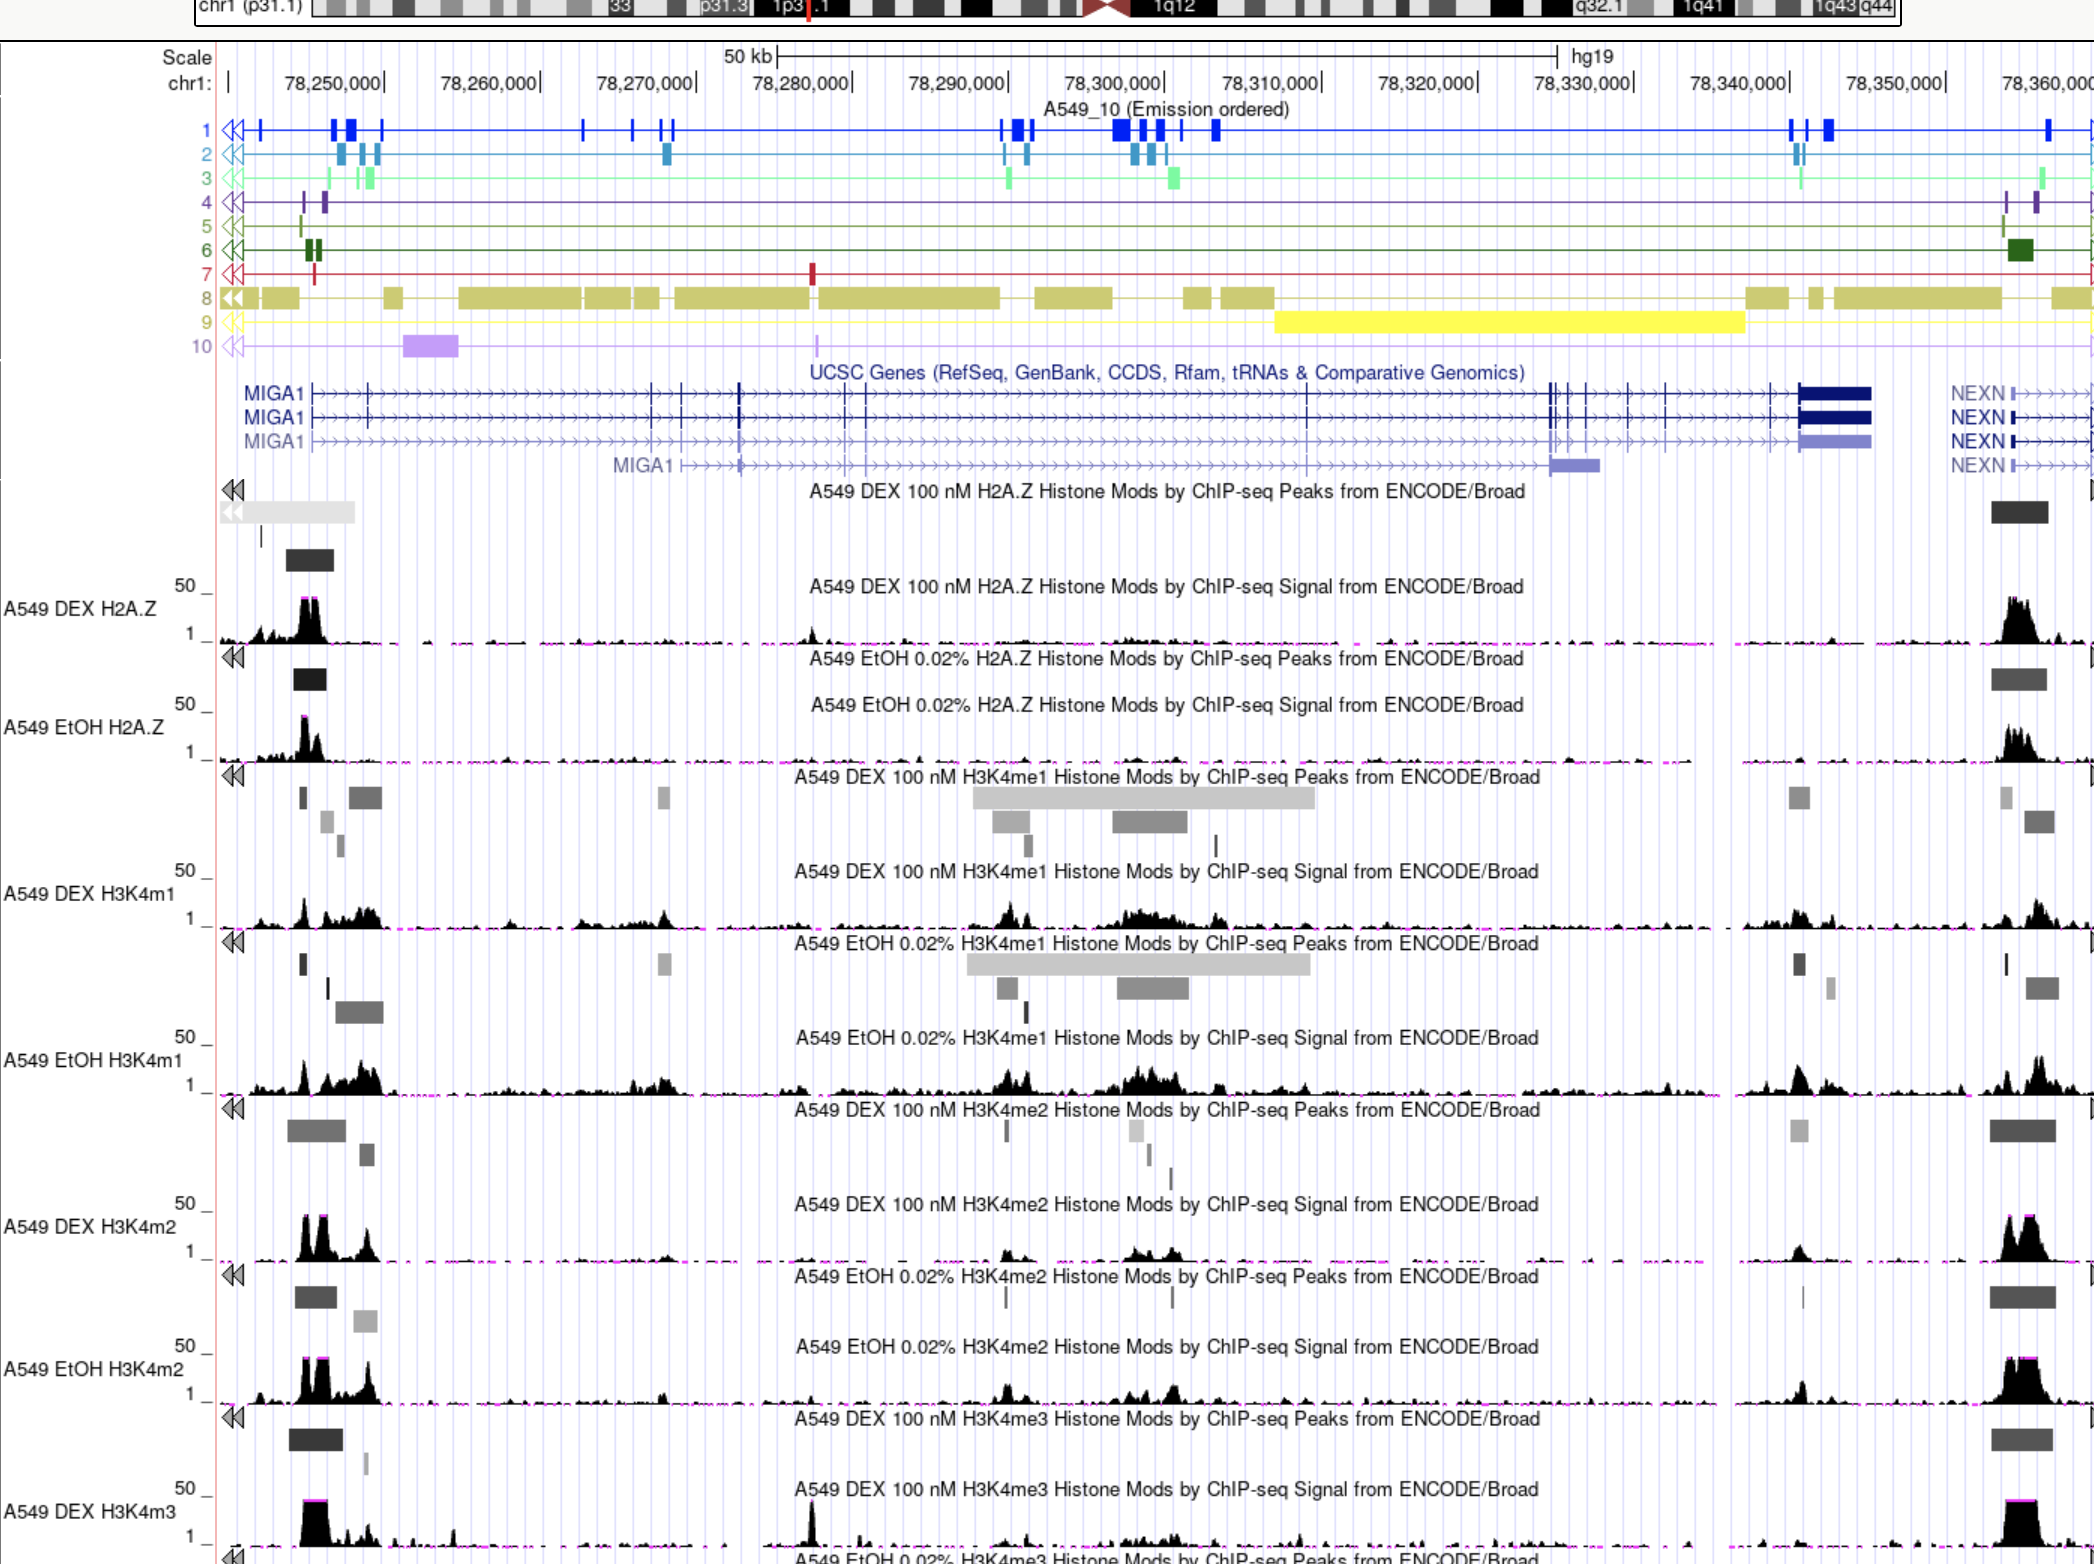 chr1 (p31.1) 33 p31.3 1p31.1 1q12 q32.1 1q41 1q43 q44
Scale 50 kb hg19
chr1: 78,250,000 78,260,000 78,270,000 78,280,000 78,290,000 78,300,000 78,310,000 78,320,000 78,330,000 78,340,000 78,350,000 78,360,000
A549_10 (Emission ordered)
1
2
3
4
5
6
7
8
9
10
UCSC Genes (RefSeq, GenBank, CCDS, Rfam, tRNAs & Comparative Genomics)
MIGA1 NEXN
MIGA1 NEXN
MIGA1 NEXN
MIGA1 NEXN
A549 DEX 100 nM H2A.Z Histone Mods by ChIP-seq Peaks from ENCODE/Broad
50 _ A549 DEX 100 nM H2A.Z Histone Mods by ChIP-seq Signal from ENCODE/Broad
A549 DEX H2A.Z
1 _
A549 EtOH 0.02% H2A.Z Histone Mods by ChIP-seq Peaks from ENCODE/Broad
50 _ A549 EtOH 0.02% H2A.Z Histone Mods by ChIP-seq Signal from ENCODE/Broad
A549 EtOH H2A.Z
1 _
A549 DEX 100 nM H3K4me1 Histone Mods by ChIP-seq Peaks from ENCODE/Broad
50 _ A549 DEX 100 nM H3K4me1 Histone Mods by ChIP-seq Signal from ENCODE/Broad
A549 DEX H3K4m1
1 _
A549 EtOH 0.02% H3K4me1 Histone Mods by ChIP-seq Peaks from ENCODE/Broad
50 _ A549 EtOH 0.02% H3K4me1 Histone Mods by ChIP-seq Signal from ENCODE/Broad
A549 EtOH H3K4m1
1 _
A549 DEX 100 nM H3K4me2 Histone Mods by ChIP-seq Peaks from ENCODE/Broad
50 _ A549 DEX 100 nM H3K4me2 Histone Mods by ChIP-seq Signal from ENCODE/Broad
A549 DEX H3K4m2
1 _
A549 EtOH 0.02% H3K4me2 Histone Mods by ChIP-seq Peaks from ENCODE/Broad
50 _ A549 EtOH 0.02% H3K4me2 Histone Mods by ChIP-seq Signal from ENCODE/Broad
A549 EtOH H3K4m2
1 _
A549 DEX 100 nM H3K4me3 Histone Mods by ChIP-seq Peaks from ENCODE/Broad
50 _ A549 DEX 100 nM H3K4me3 Histone Mods by ChIP-seq Signal from ENCODE/Broad
A549 DEX H3K4m3
1 _
A549 EtOH 0.02% H3K4me3 Histone Mods by ChIP-seq Peaks from ENCODE/Broad